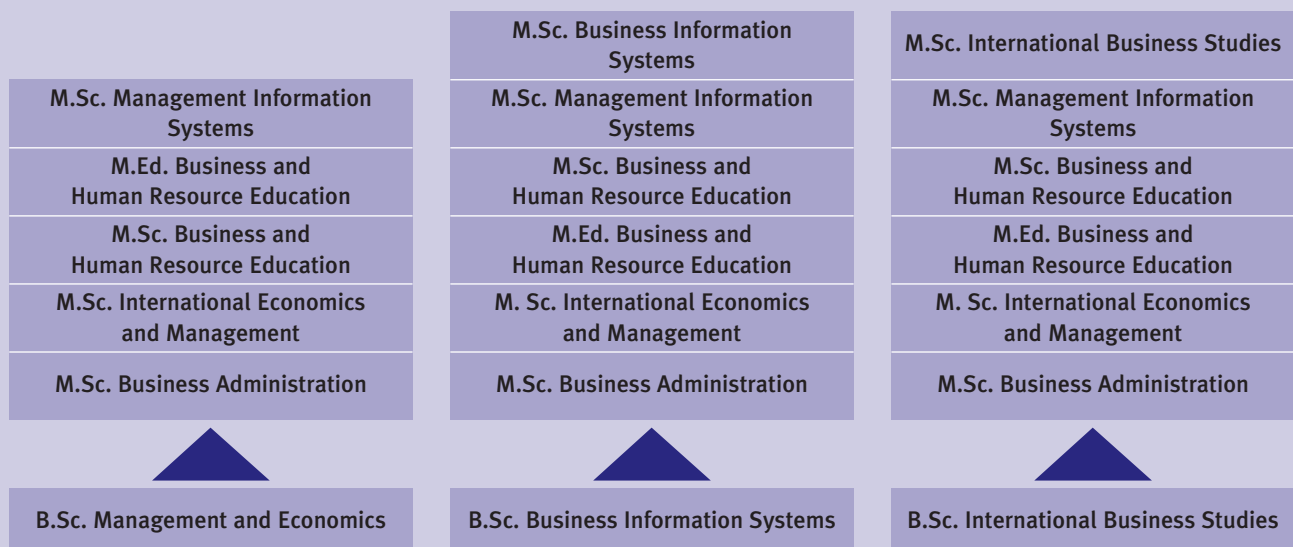 M.Sc. Management Information
Systems
M.Ed. Business and
Human Resource Education
M.Sc. Business and
Human Resource Education
M.Sc. International Economics
and Management
M.Sc. Business Administration
B.Sc. Management and Economics
M.Sc. Business Information
Systems
M.Sc. Management Information
Systems
M.Sc. Business and
Human Resource Education
M.Ed. Business and
Human Resource Education
M. Sc. International Economics
and Management
M.Sc. Business Administration
B.Sc. Business Information Systems
M.Sc. International Business Studies
M.Sc. Management Information
Systems
M.Sc. Business and
Human Resource Education
M.Ed. Business and
Human Resource Education
M. Sc. International Economics
and Management
M.Sc. Business Administration
B.Sc. International Business Studies